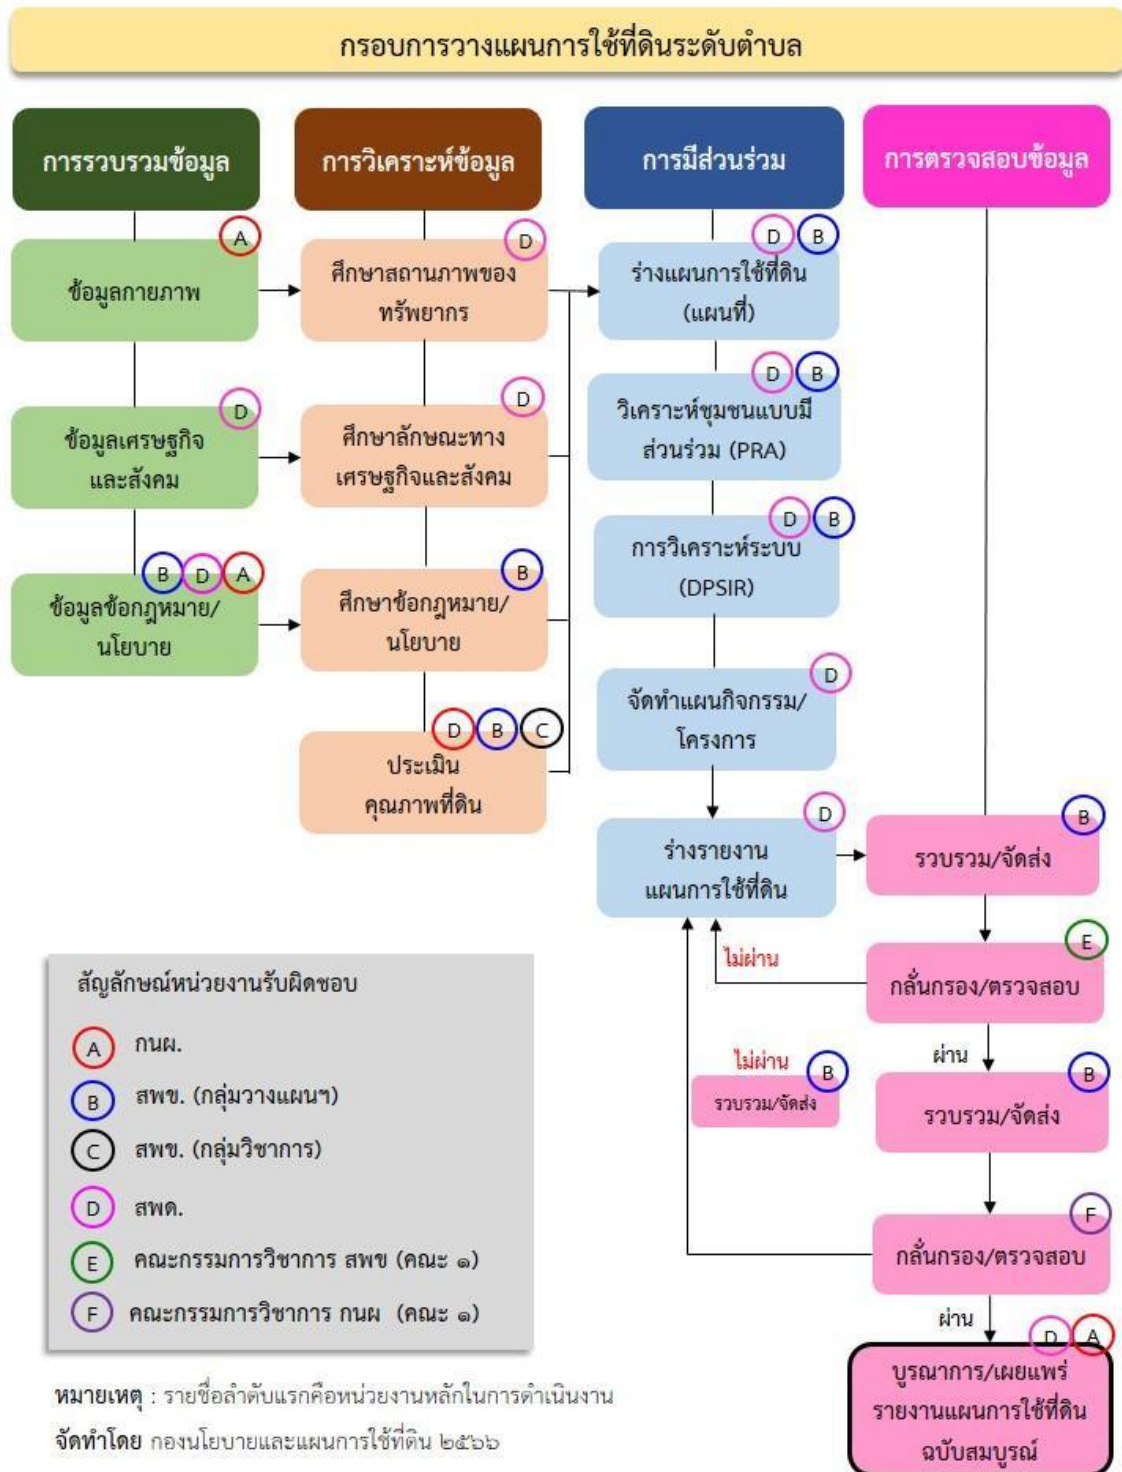 กรอบการวางแผนการใช้ที่ดินระดับตำบล
การรวบรวมข้อมูล
A
ข้อมูลกายภาพ
D
ข้อมูลเศรษฐกิจ
และสังคม
B D A
ข้อมูลข้อกฎหมาย/
นโยบาย
การวิเคราะห์ข้อมูล
D
ศึกษาสถานภาพของ
ทรัพยากร
D
ศึกษาลักษณะทาง
เศรษฐกิจและสังคม
B
ศึกษาข้อกฎหมาย/
นโยบาย
D B C
ประเมิน
คุณภาพที่ดิน
การมีส่วนร่วม
D B
ร่างแผนการใช้ที่ดิน
(แผนที่)
D B
วิเคราะห์ชุมชนแบบมี
ส่วนร่วม (PRA)
D B
การวิเคราะห์ระบบ
(DPSIR)
D
จัดทำแผนกิจกรรม/
โครงการ
D
ร่างรายงาน
แผนการใช้ที่ดิน
การตรวจสอบข้อมูล
B
รวบรวม/จัดส่ง
E
กลั่นกรอง/ตรวจสอบ
ไม่ผ่าน
ผ่าน
B
รวบรวม/จัดส่ง
ไม่ผ่าน
B
รวบรวม/จัดส่ง
F
กลั่นกรอง/ตรวจสอบ
ผ่าน
D A
บูรณาการ/เผยแพร่
รายงานแผนการใช้ที่ดิน
ฉบับสมบูรณ์
สัญลักษณ์หน่วยงานรับผิดชอบ
A กนผ.
B สพข. (กลุ่มวางแผนฯ)
C สพข. (กลุ่มวิชาการ)
D สพด.
E คณะกรรมการวิชาการ สพข (คณะ ๑)
F คณะกรรมการวิชาการ กนผ (คณะ ๑)
หมายเหตุ : รายชื่อลำดับแรกคือหน่วยงานหลักในการดำเนินงาน
จัดทำโดย กองนโยบายและแผนการใช้ที่ดิน ๒๕๖๖